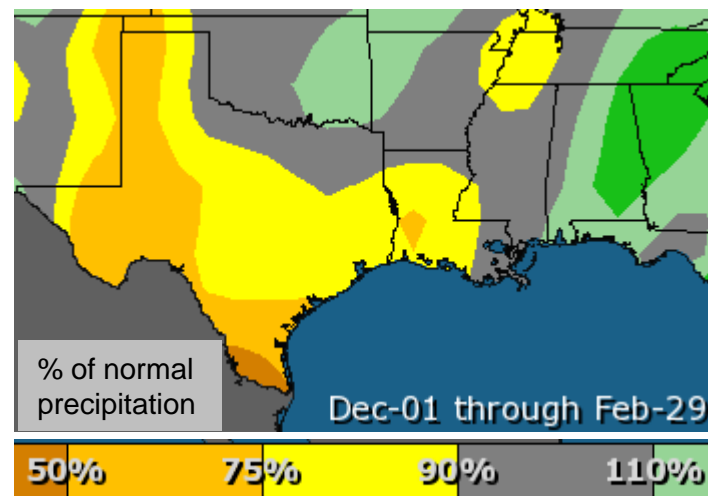 % of normal
precipitation
Dec-01 through Feb-29
50% 75% 90% 110%